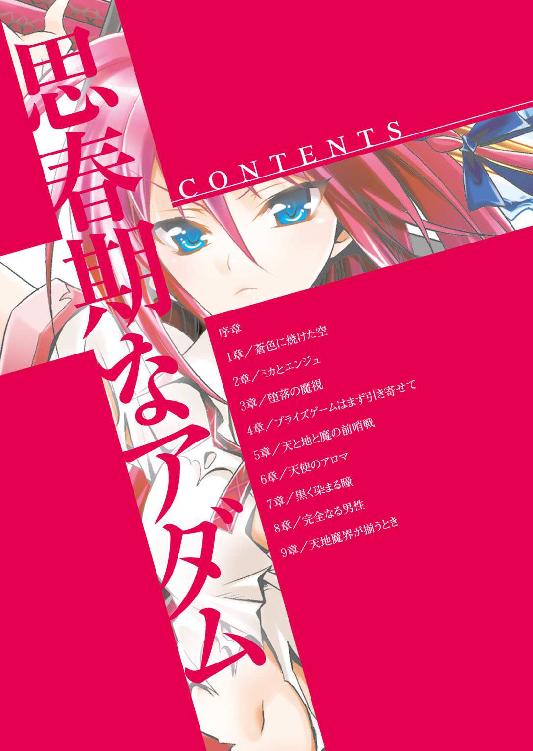 思春期なアダム
CONTENTS
序章
1章／蒼色に焼けた空
2章／ミカとエンジュ
3章／堕落の魔視
4章／プライズゲームはまず引き寄せて
5章／天と地と魔の前哨戦
6章／天使のアロマ
7章／黒く染まる瞳
8章／完全なる男性
9章／天地魔界が揃うとき